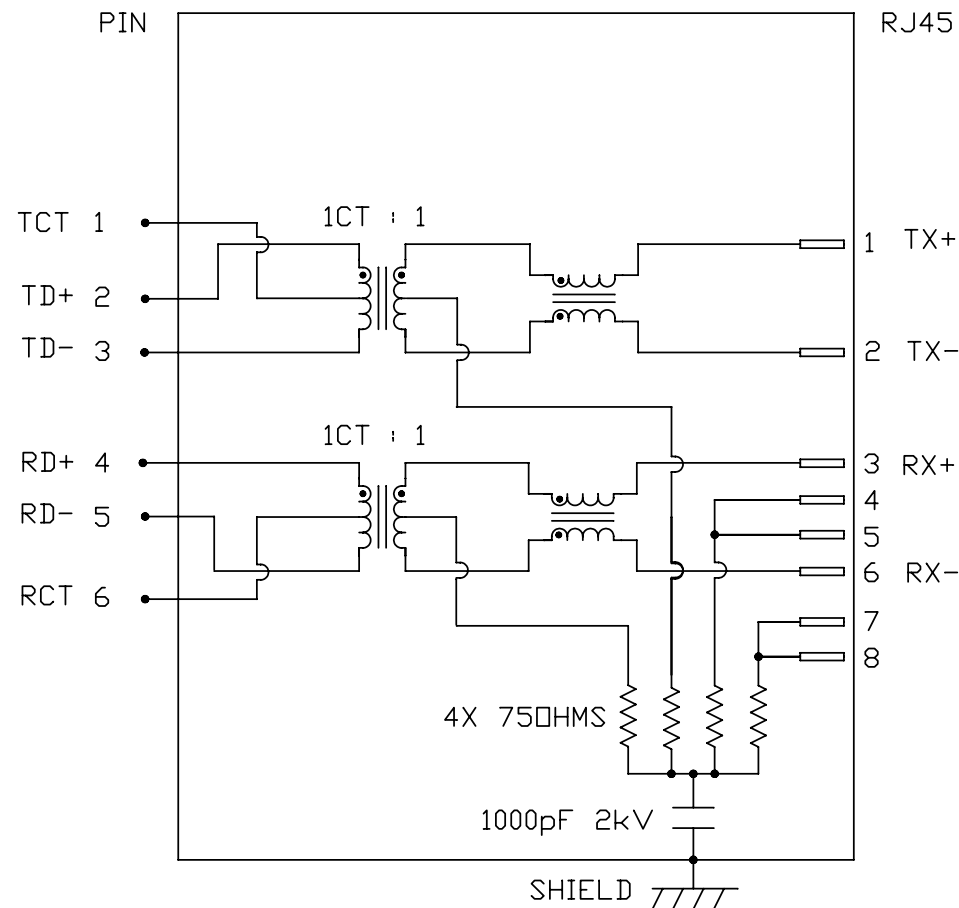 PIN RJ45
1CT : 1
TCT 1
1 TX+
TD+ 2
TD- 3
2 TX-
1CT : 1
RD+ 4
3 RX+
4
RD- 5
5
6 RX-
RCT 6
7
8
4X 75OHMS
1000pF 2kV
SHIELD